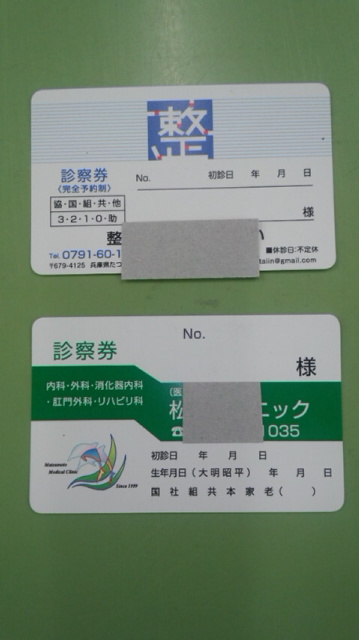 整
診察券
〈完全予約制〉
No.
初診日 年 月 日
協・国・組・共・他
3・2・1・0・助
様
整
い
Tel. 0791-60-1
■休診日:不定休
〒679-4125 兵庫県たつ
taiin@gmail.com
No.
診察券
様
内科・外科・消化器内科
・肛門外科・リハビリ科
(医
松
ニック
☎
1035
Matsumoto
Medical Clinic
Since 1999
初診日 年 月 日
生年月日(大明昭平) 年 月 日
国社組共本家老( )